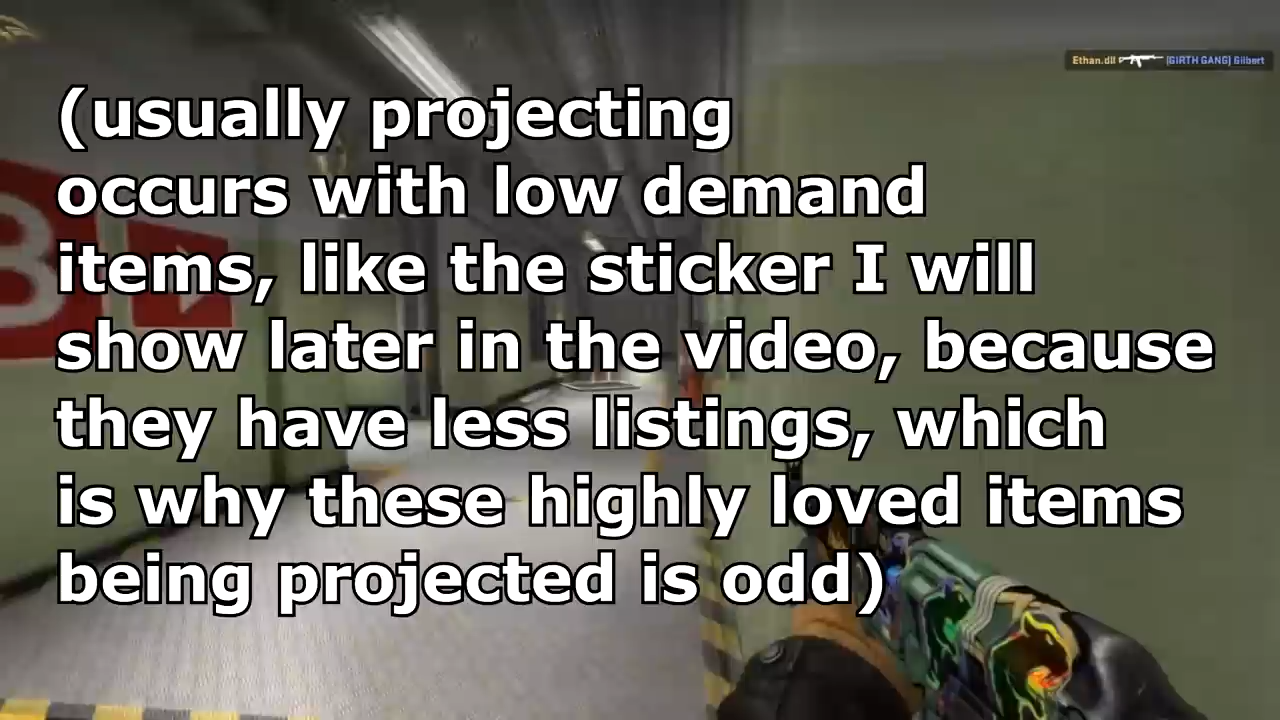 Ethan.dll [GIRTH GANG] Gilbert
(usually projecting
occurs with low demand
items, like the sticker I will
show later in the video, because
they have less listings, which
is why these highly loved items
being projected is odd)
B